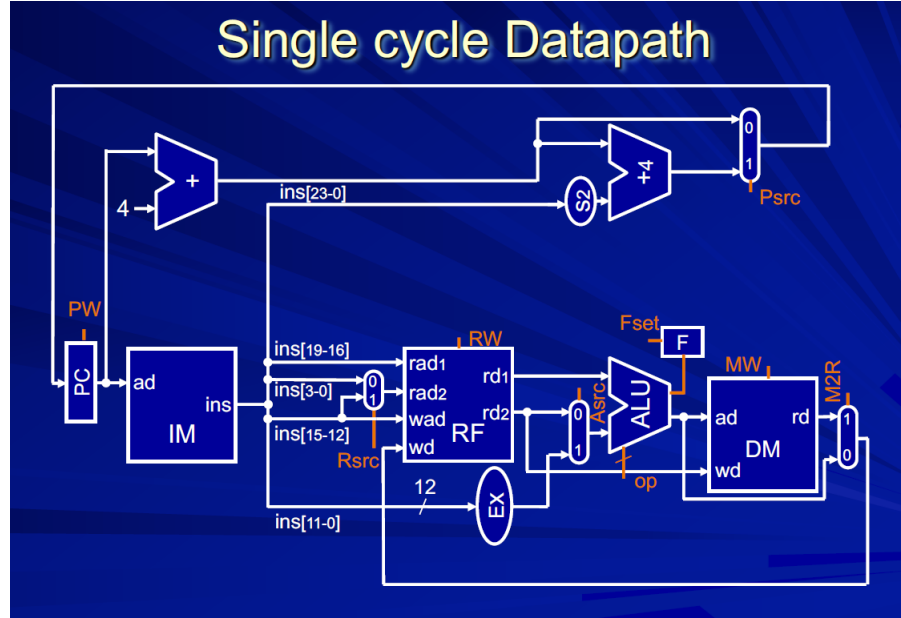 Single cycle Datapath
0
1
Psrc
+
4
ins[23-0]
S2
+4
PW
PC
ad
ins
IM
ins[19-16]
ins[3-0]
ins[15-12]
0
1
Rsrc
RW
rad1
rad2
wad
wd
rd1
rd2
RF
12
ins[11-0]
EX
0
1
Asrc
ALU
op
Fset
F
MW
ad
rd
wd
DM
M2R
1
0